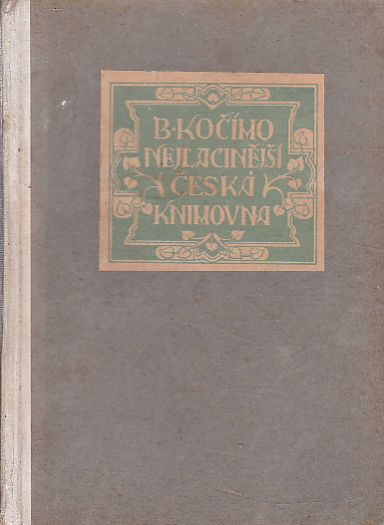 B·KOČÍHO
NEJLACINĚJŠÍ
ČESKÁ
KNIHOVNA